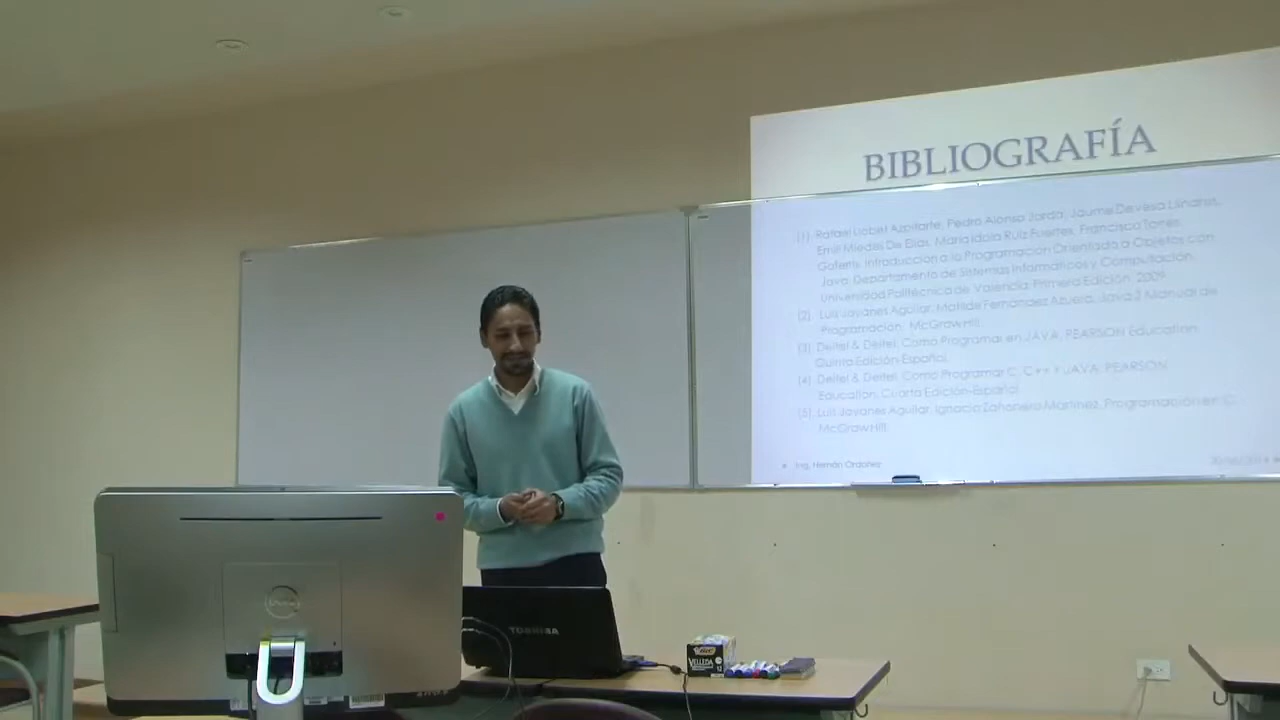 BIBLIOGRAFÍA
[1] Rafael Llobet Azpitarte, Pedro Alonso Jordá, Jaume Devesa Llinares,
Emili Miedes De Elías, María Idoia Ruiz Fuertes, Francisco Torres
Goterris. Introducción a la Programación Orientada a Objetos con
Java. Departamento de Sistemas Informáticos y Computación.
Universidad Politécnica de Valencia. Primera Edición. 2009
[2] Luis Joyanes Aguilar, Matilde Fernández Azuela, Java 2 Manual de
Programación. McGrawHill.
[3] Deitel & Deitel; Como Programar en JAVA. PEARSON Education
Quinta Edición-Español.
[4] Deitel & Deitel; Como Programar C, C++ Y JAVA. PEARSON
Education. Cuarta Edición-Español
[5] Luis Joyanes Aguilar, Ignacio Zahonero Martínez, Programación en C.
McGrawHill.
Ing. Hernán Ordoñez
DELL
TOSHIBA
BIC
VELLEDA